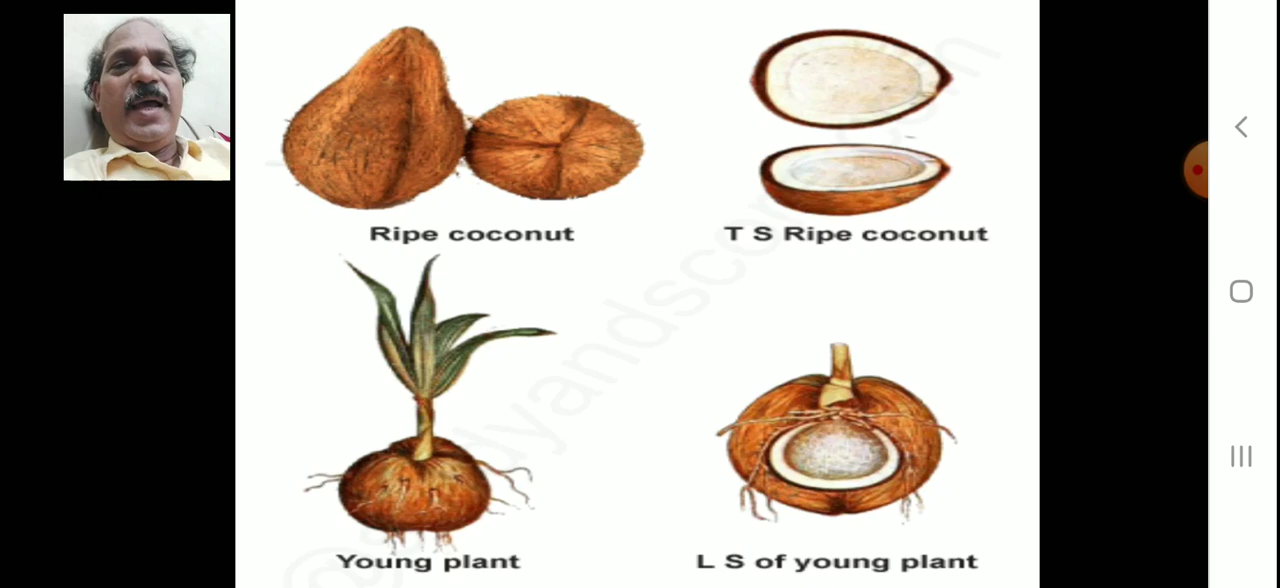 Ripe coconut
T S Ripe coconut
Young plant
L S of young plant